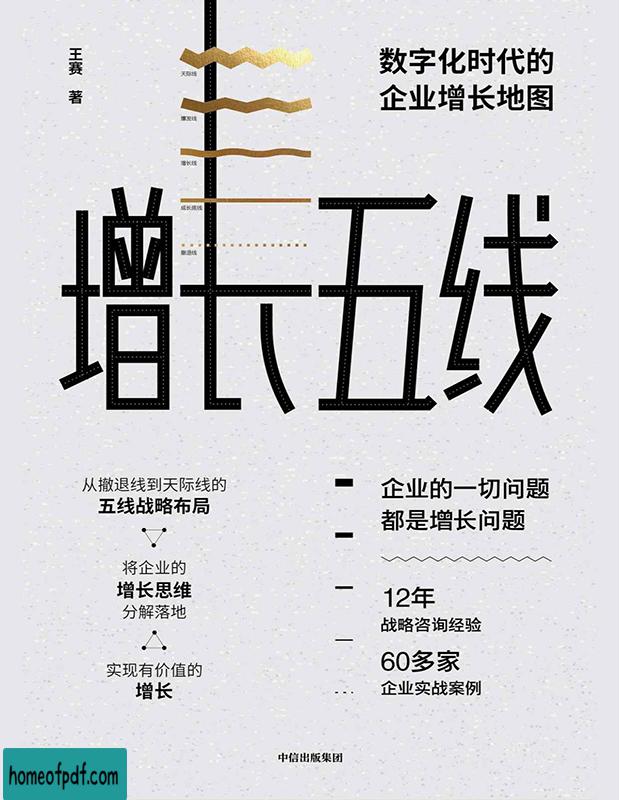 王赛 著
数字化时代的
企业增长地图
天际线
爆发线
增长线
成长底线
撤退线
增长五线
从撤退线到天际线的
五线战略布局
将企业的
增长思维
分解落地
实现有价值的
增长
企业的一切问题
都是增长问题
12年
战略咨询经验
60多家
企业实战案例
中信出版集团
homeofpdf.com